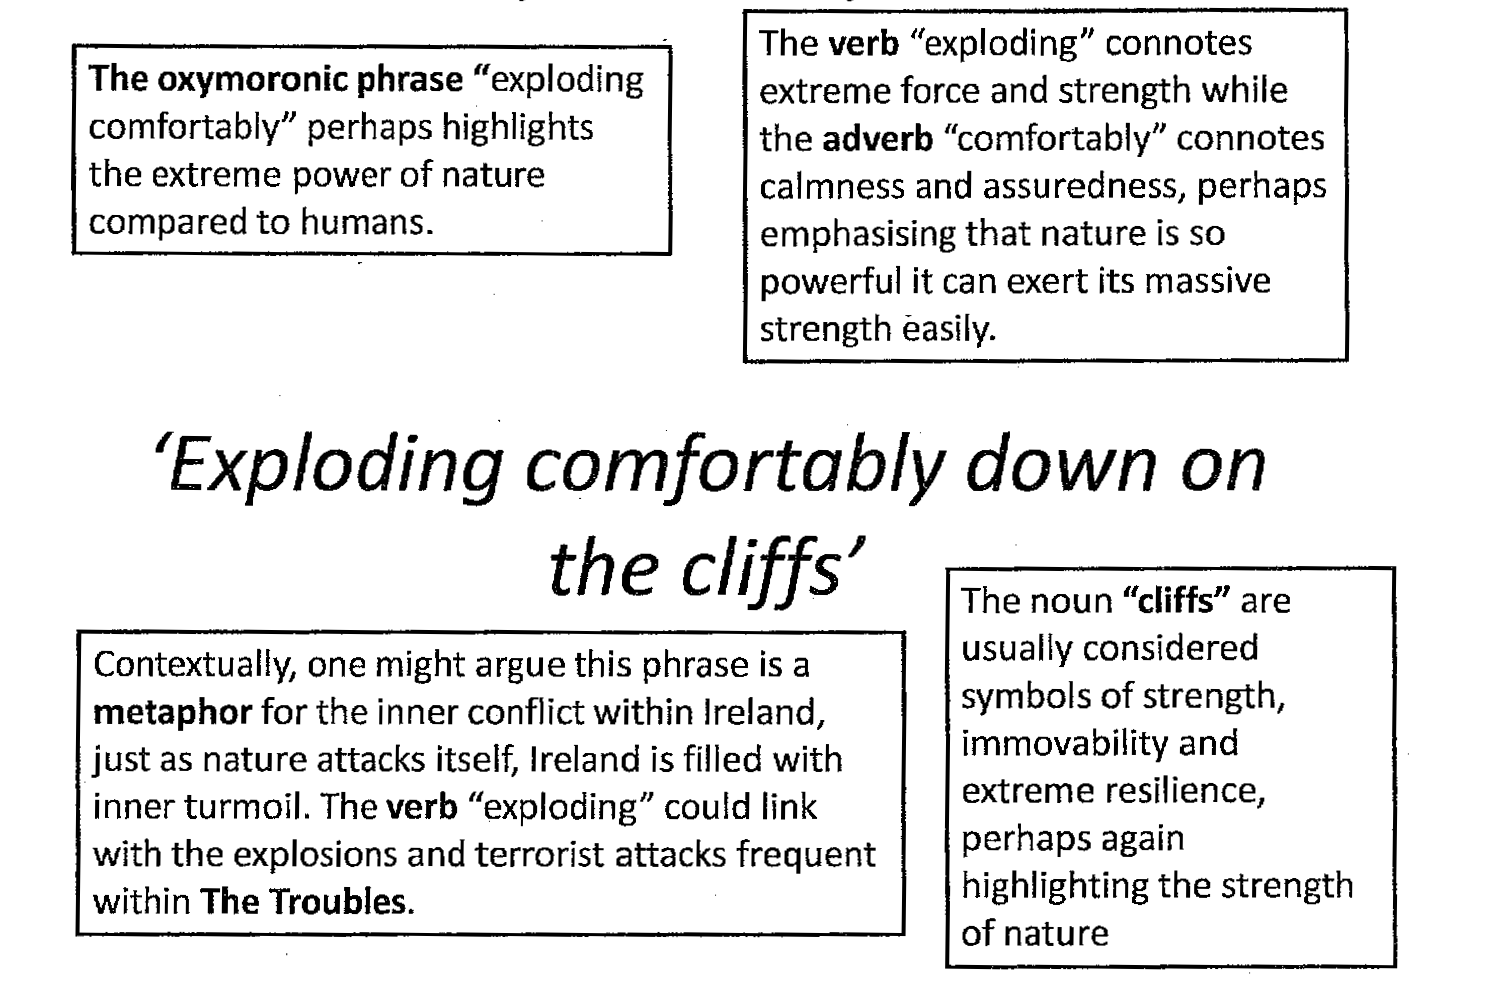 The oxymoronic phrase “exploding
comfortably” perhaps highlights
the extreme power of nature
compared to humans.
The verb “exploding” connotes
extreme force and strength while
the adverb “comfortably” connotes
calmness and assuredness, perhaps
emphasising that nature is so
powerful it can exert its massive
strength easily.
‘Exploding comfortably down on
the cliffs’
Contextually, one might argue this phrase is a
metaphor for the inner conflict within Ireland,
just as nature attacks itself, Ireland is filled with
inner turmoil. The verb “exploding” could link
with the explosions and terrorist attacks frequent
within The Troubles.
The noun “cliffs” are
usually considered
symbols of strength,
immovability and
extreme resilience,
perhaps again
highlighting the strength
of nature